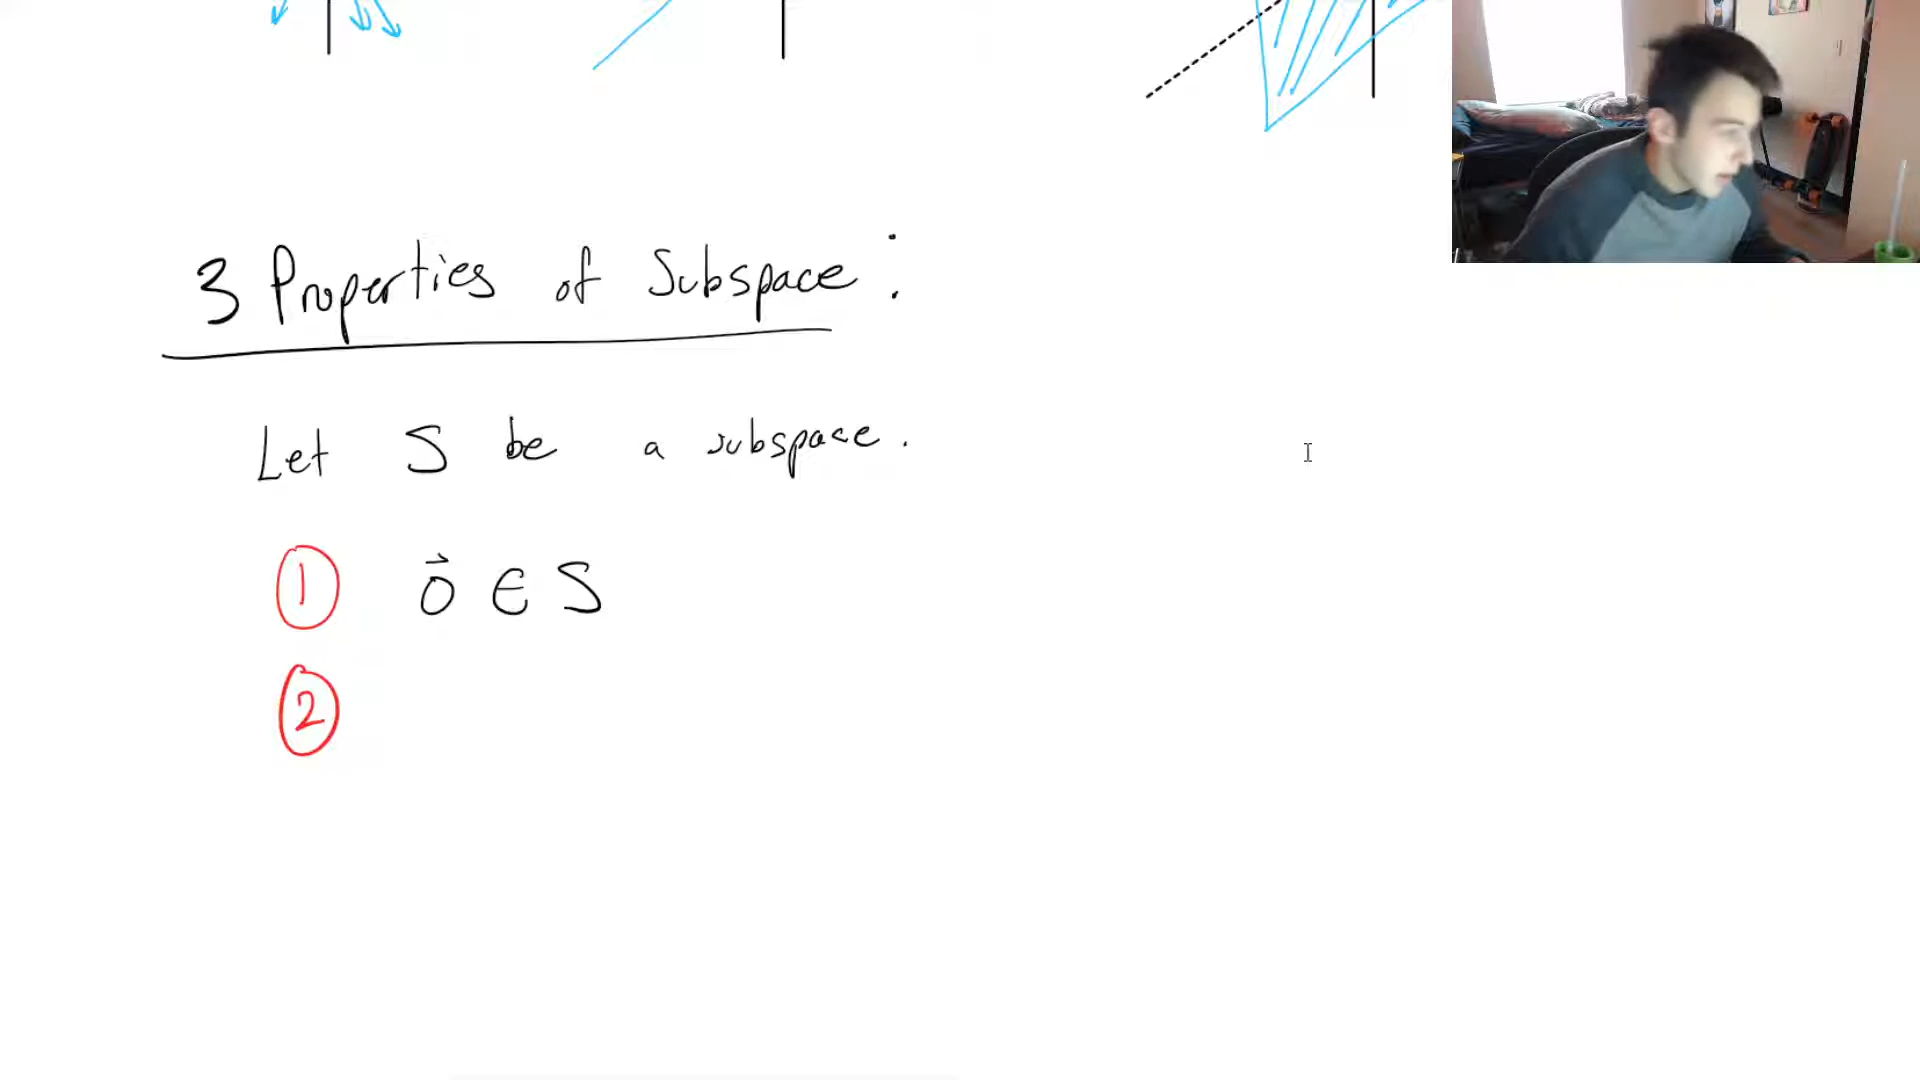 3 Properties of Subspace:
Let S be a subspace.
① 0⃗ ∈ S
②